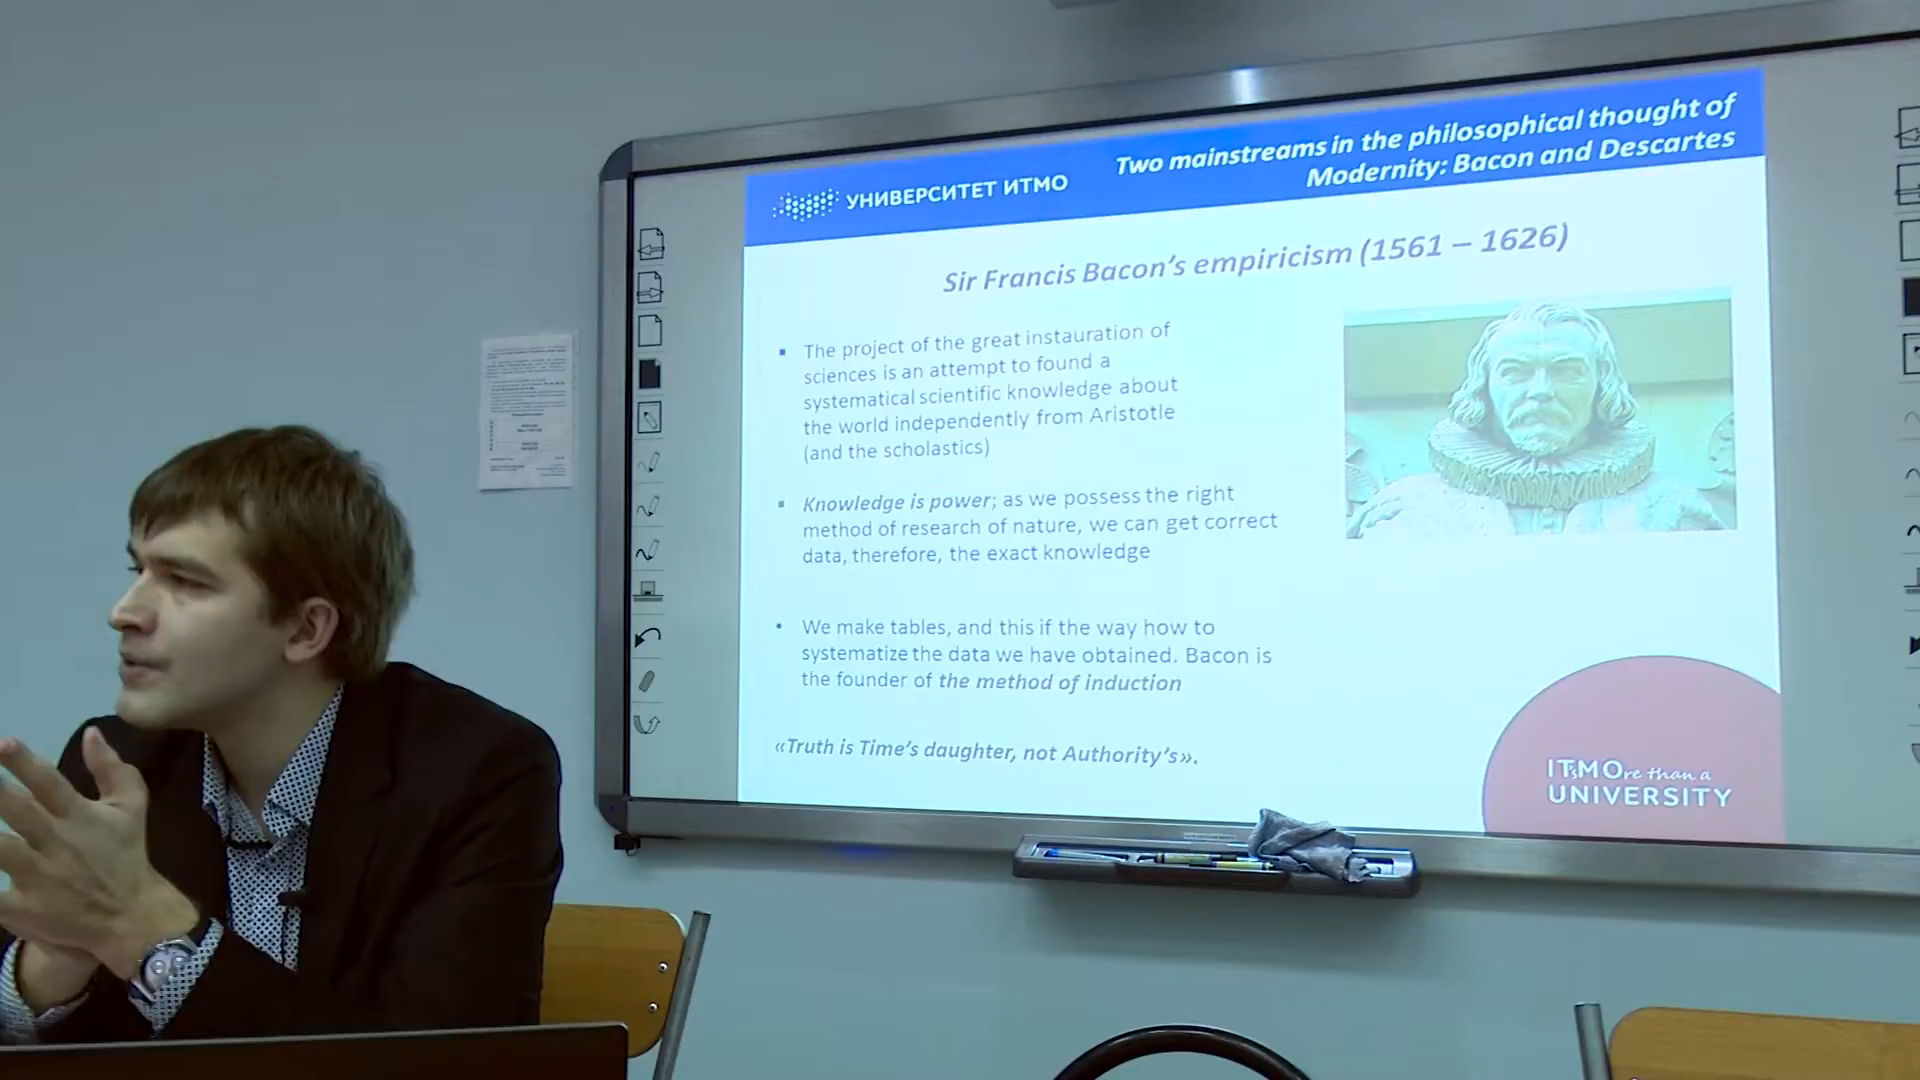 УНИВЕРСИТЕТ ИТМО
Two mainstreams in the philosophical thought of
Modernity: Bacon and Descartes
Sir Francis Bacon's empiricism (1561 – 1626)
▪ The project of the great instauration of
sciences is an attempt to found a
systematical scientific knowledge about
the world independently from Aristotle
(and the scholastics)
▪ Knowledge is power; as we possess the right
method of research of nature, we can get correct
data, therefore, the exact knowledge
• We make tables, and this if the way how to
systematize the data we have obtained. Bacon is
the founder of the method of induction
«Truth is Time's daughter, not Authority's».
ITsMOre than a
UNIVERSITY